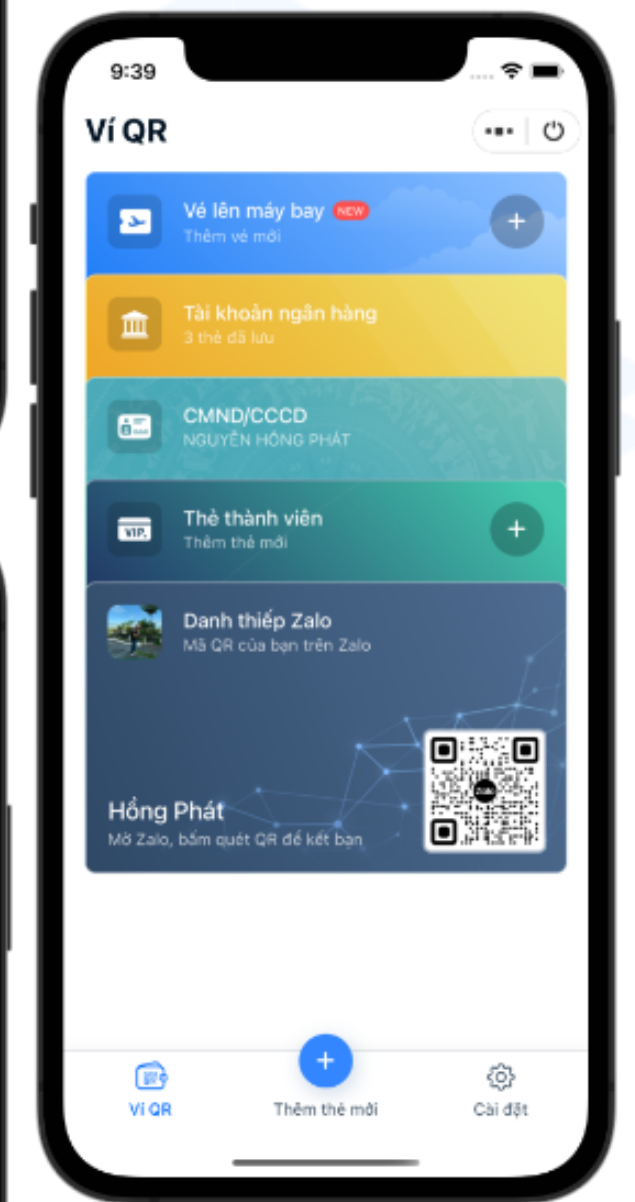 9:39
Ví QR
Vé lên máy bay NEW
Thêm vé mới
Tài khoản ngân hàng
3 thẻ đã lưu
CMND/CCCD
NGUYỄN HỒNG PHÁT
VIP.
Thẻ thành viên
Thêm thẻ mới
Danh thiếp Zalo
Mã QR của bạn trên Zalo
Zalo
Hồng Phát
Mở Zalo, bấm quét QR để kết bạn
Ví QR
Thêm thẻ mới
Cài đặt